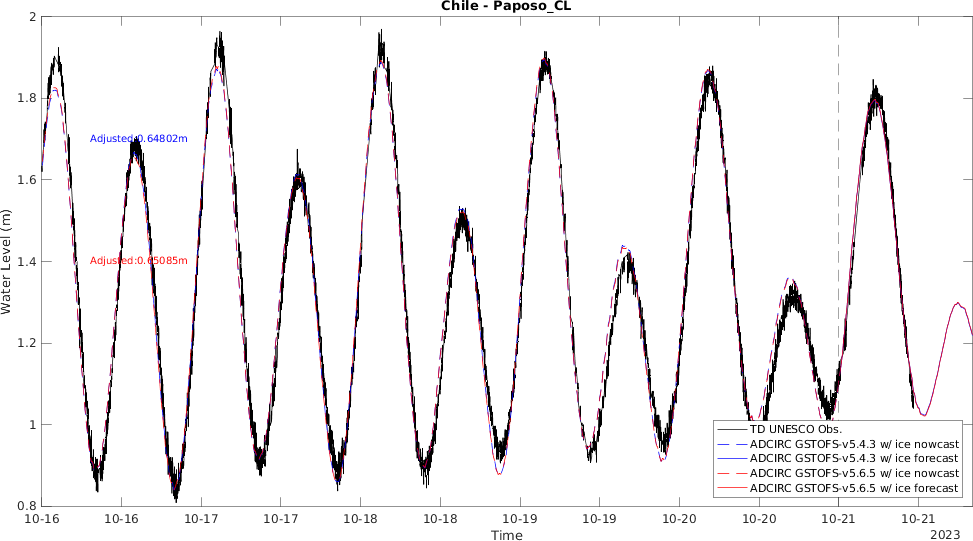 Chile - Paposo_CL
Water Level (m)
2
1.8
1.6
1.4
1.2
1
0.8
Adjusted:0.64802m
Adjusted:0.65085m
TD UNESCO Obs.
ADCIRC GSTOFS-v5.4.3 w/ ice nowcast
ADCIRC GSTOFS-v5.4.3 w/ ice forecast
ADCIRC GSTOFS-v5.6.5 w/ ice nowcast
ADCIRC GSTOFS-v5.6.5 w/ ice forecast
10-16 10-16 10-17 10-17 10-18 10-18 10-19 10-19 10-20 10-20 10-21 10-21
Time
2023